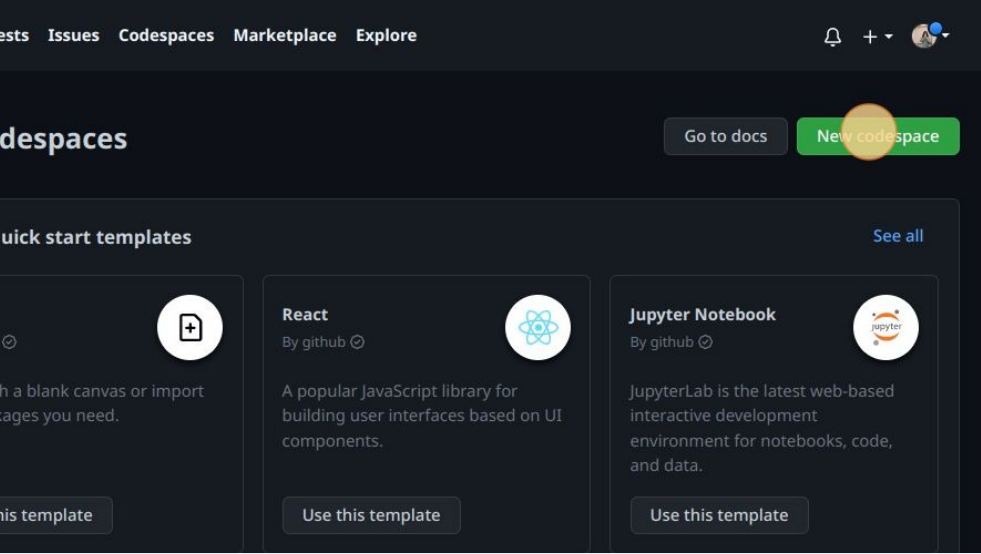 ests Issues Codespaces Marketplace Explore
despaces
Go to docs
New codespace
uick start templates
See all
React
By github
A popular JavaScript library for
building user interfaces based on UI
components.
Use this template
Jupyter Notebook
By github
jupyter
JupyterLab is the latest web-based
interactive development
environment for notebooks, code,
and data.
Use this template
h a blank canvas or import
kages you need.
his template